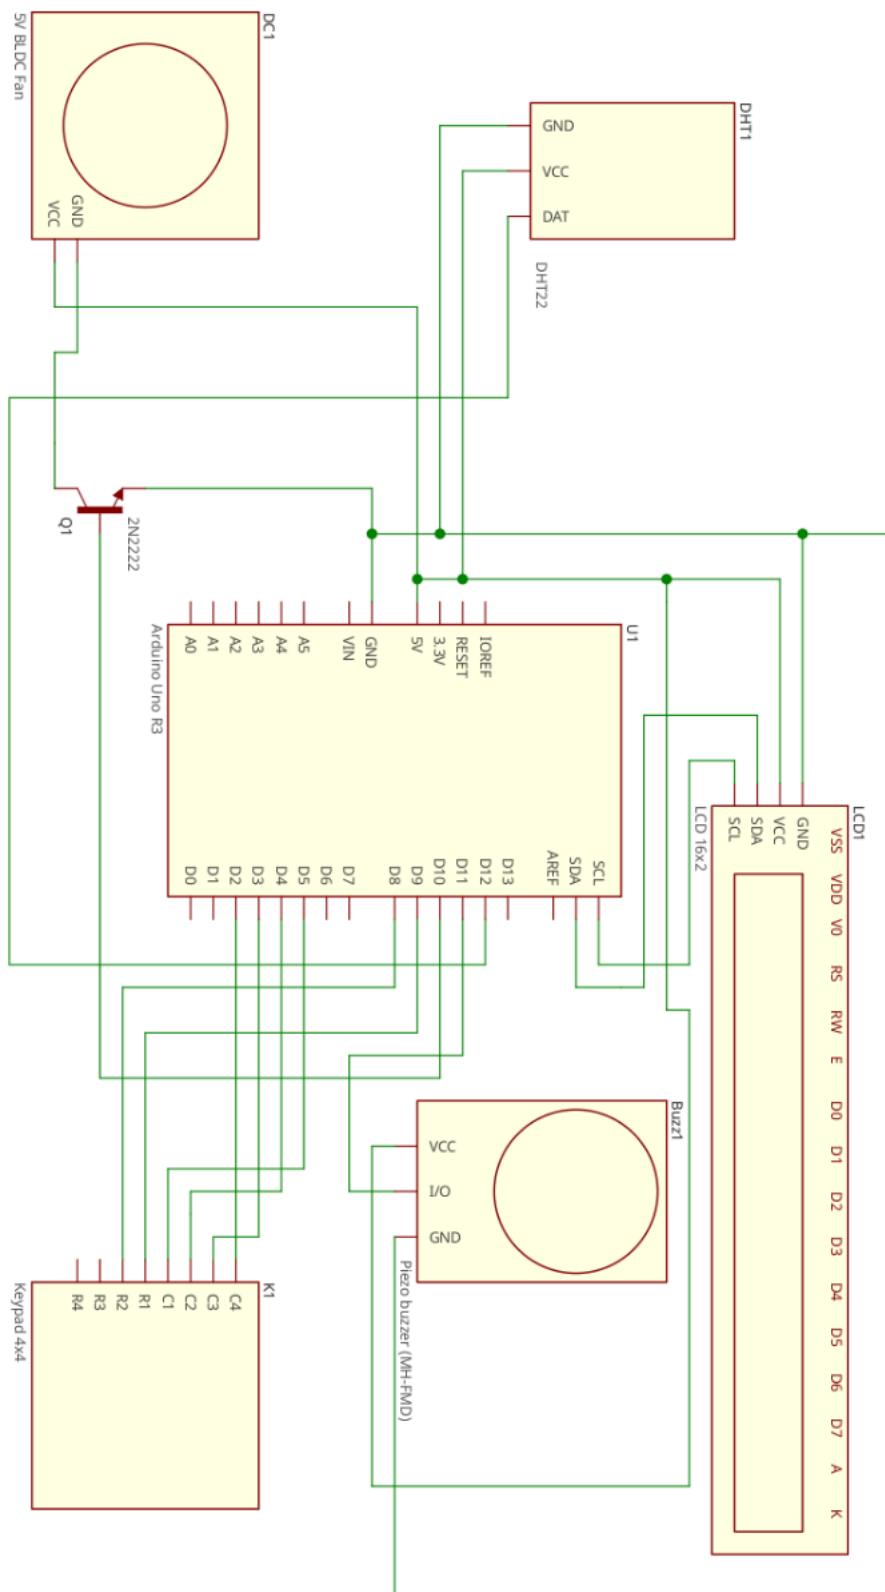 DC1
5V BLDC Fan
VCC
GND
DHT1
GND
VCC
DAT
DHT22
Q1
2N2222
U1
Arduino Uno R3
A0
A1
A2
A3
A4
A5
VIN
GND
5V
3.3V
RESET
IOREF
D0
D1
D2
D3
D4
D5
D6
D7
D8
D9
D10
D11
D12
D13
AREF
SDA
SCL
LCD1
LCD 16x2
SCL
SDA
VCC
GND
VSS
VDD
V0
RS
RW
E
D0
D1
D2
D3
D4
D5
D6
D7
A
K
Buzz1
VCC
I/O
GND
Piezo buzzer (MH-FMD)
K1
Keypad 4x4
R4
R3
R2
R1
C1
C2
C3
C4